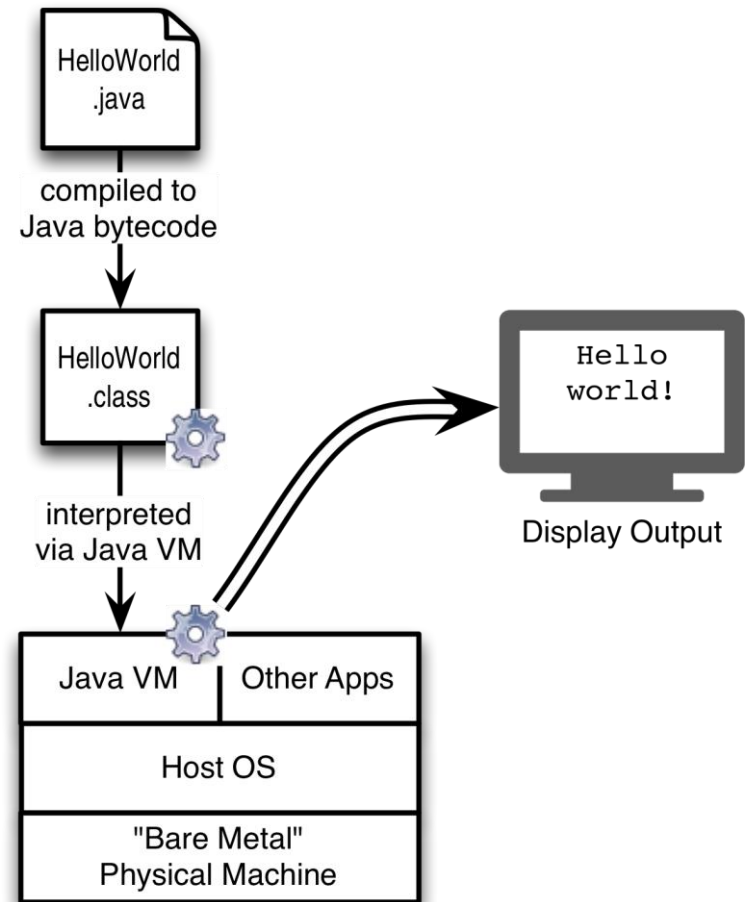 HelloWorld
.java
compiled to
Java bytecode
HelloWorld
.class
interpreted
via Java VM
Hello
world!
Display Output
Java VM
Other Apps
Host OS
"Bare Metal"
Physical Machine